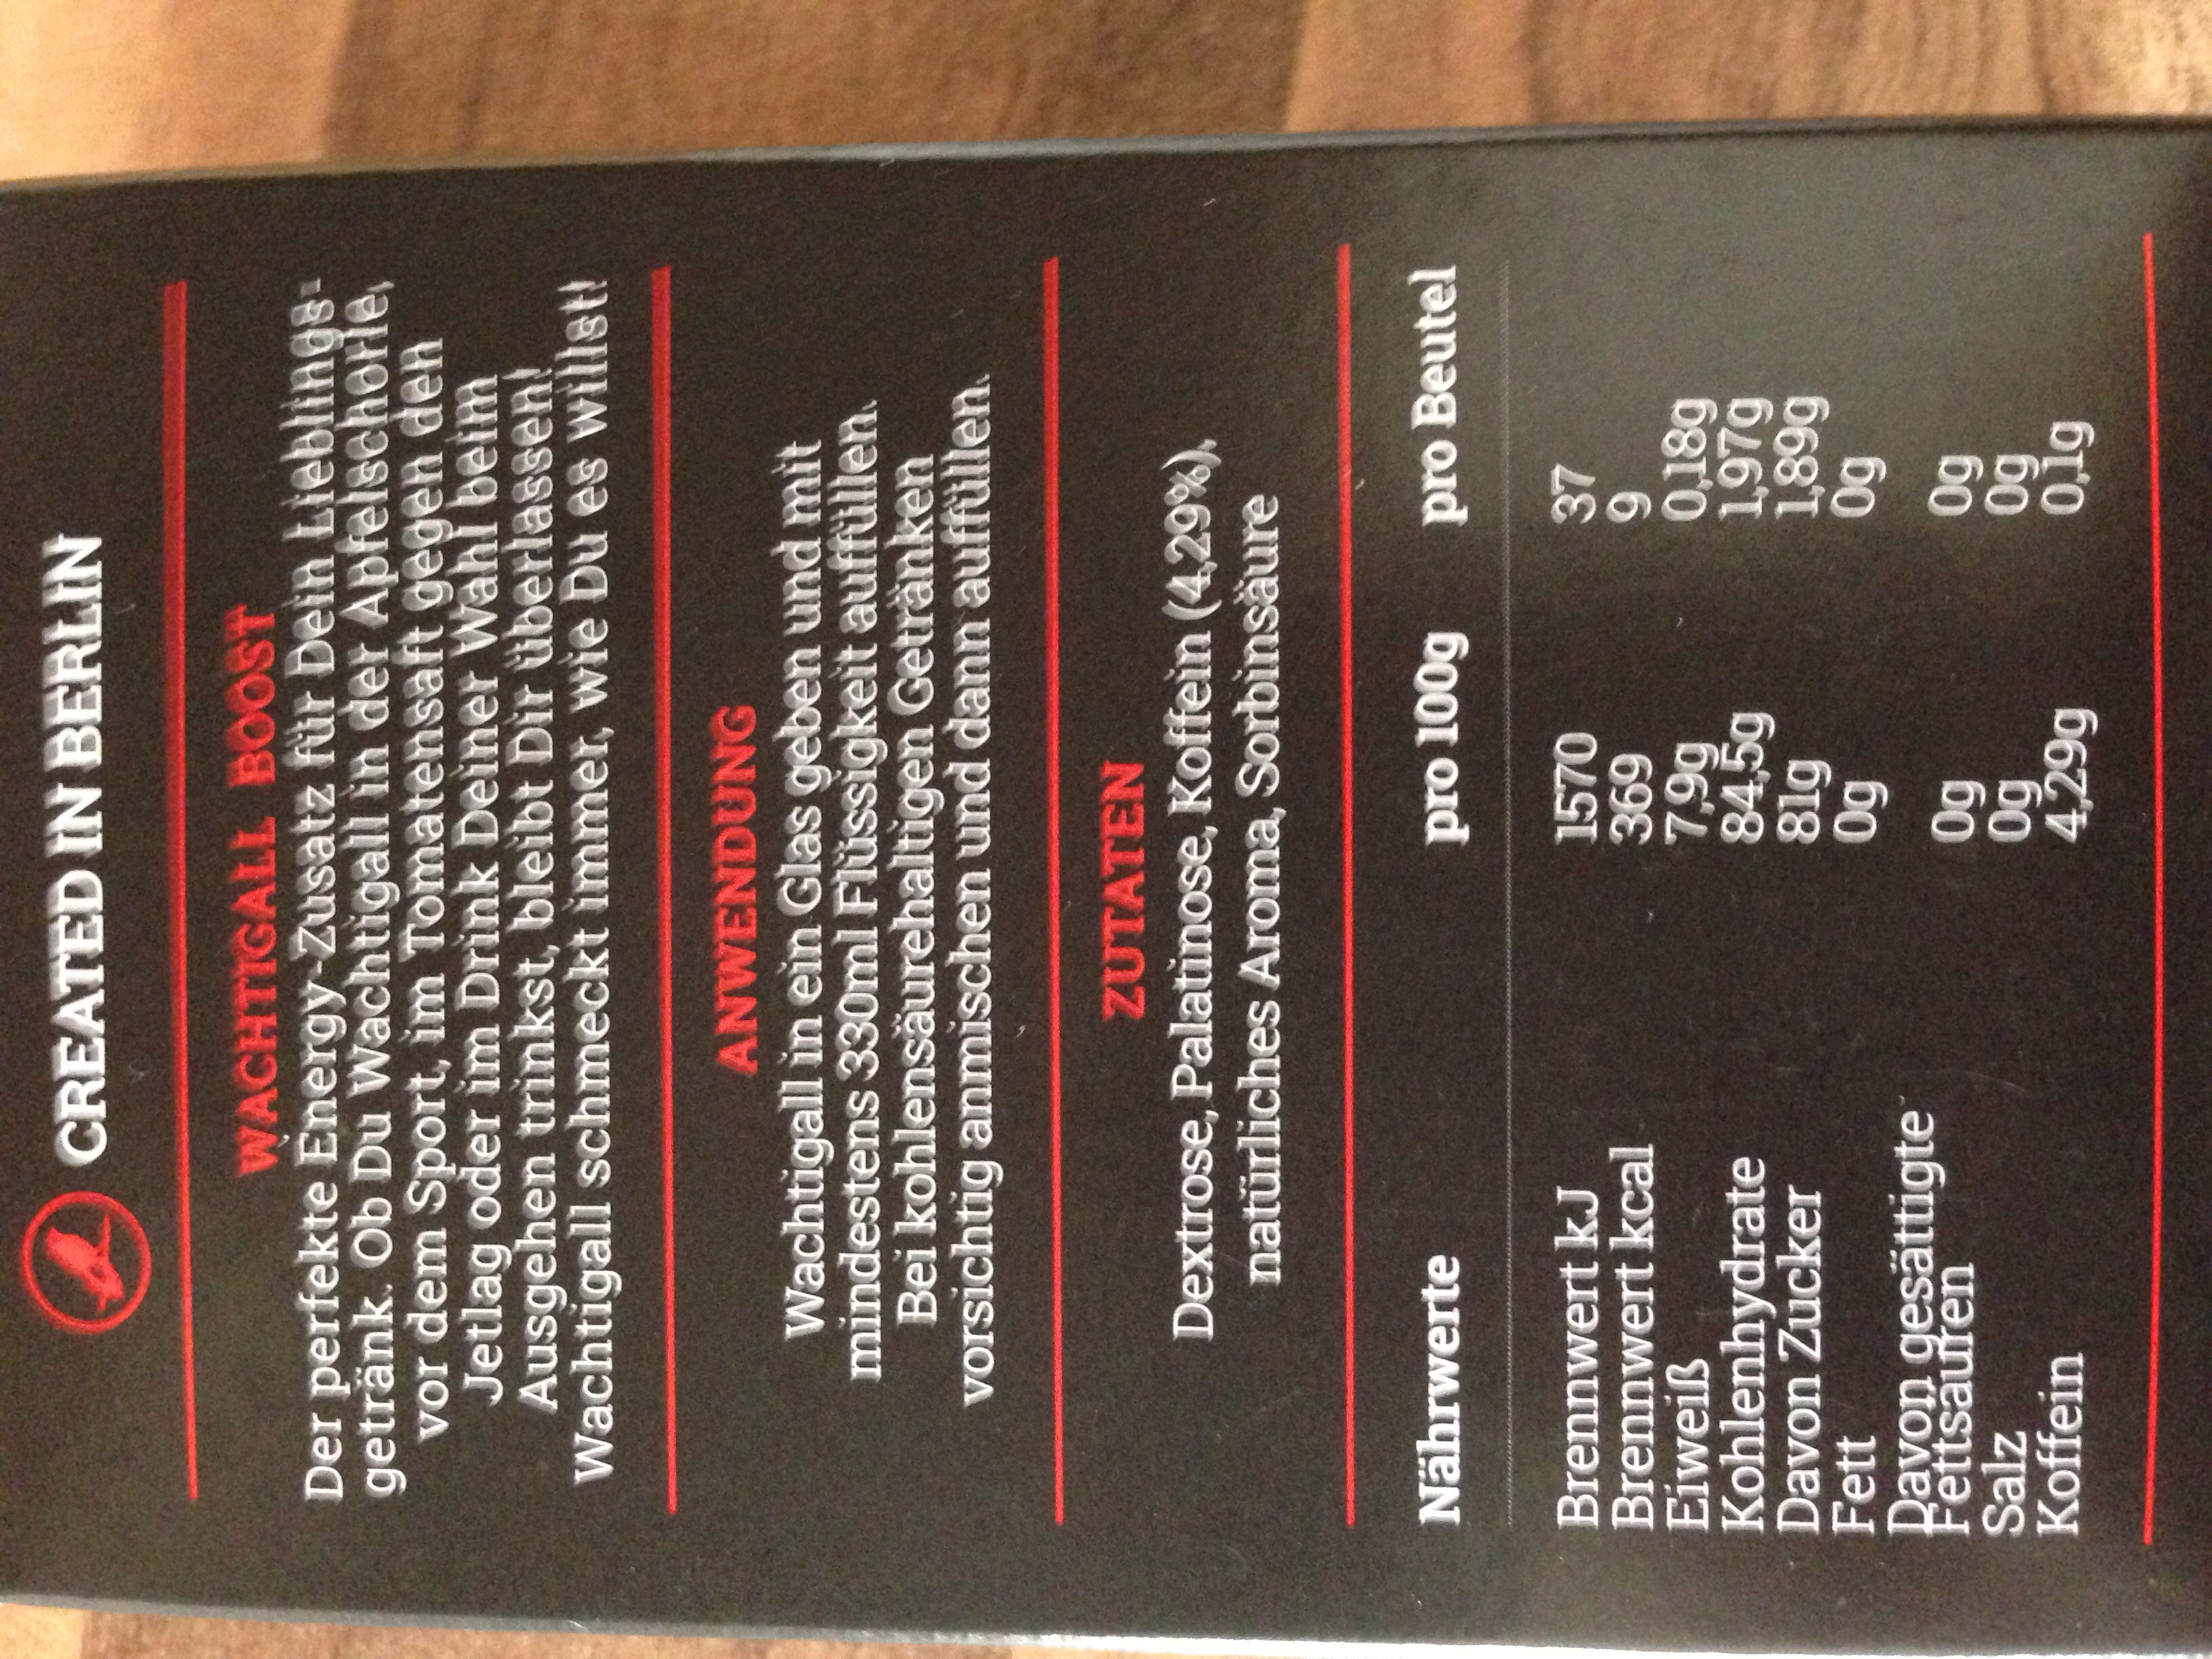 CREATED IN BERLIN
WACHTIGALL BOOST
Der perfekte Energy-Zusatz für Dein Lieblings-
getränk. Ob Du Wachtigall in der Apfelschorle,
vor dem Sport, im Tomatensaft gegen den
Jetlag oder im Drink Deiner Wahl beim
Ausgehen trinkst, bleibt Dir überlassen!
Wachtigall schmeckt immer, wie Du es willst!
ANWENDUNG
Wachtigall in ein Glas geben und mit
mindestens 330ml Flüssigkeit auffüllen.
Bei kohlensäurehaltigen Getränken
vorsichtig anmischen und dann auffüllen.
ZUTATEN
Dextrose, Palatinose, Koffein (4,29%),
natürliches Aroma, Sorbinsäure
Nährwerte pro 100g pro Beutel
Brennwert kJ 1570 37
Brennwert kcal 369 9
Eiweiß 7,9g 0,18g
Kohlenhydrate 84,5g 1,97g
Davon Zucker 81g 1,89g
Fett 0g 0g
Davon gesättigte
Fettsäuren 0g 0g
Salz 0g 0g
Koffein 4,29g 0,1g